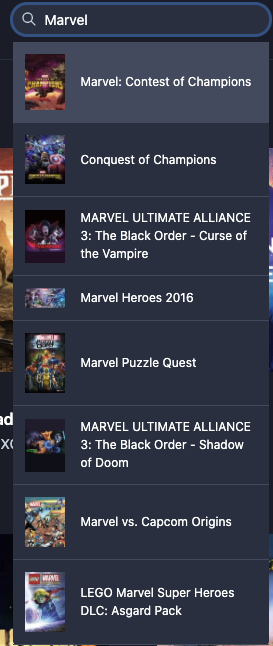 Marvel
Marvel: Contest of Champions
Conquest of Champions
MARVEL ULTIMATE ALLIANCE
3: The Black Order - Curse of
the Vampire
Marvel Heroes 2016
Marvel Puzzle Quest
MARVEL ULTIMATE ALLIANCE
3: The Black Order - Shadow
of Doom
Marvel vs. Capcom Origins
LEGO Marvel Super Heroes
DLC: Asgard Pack